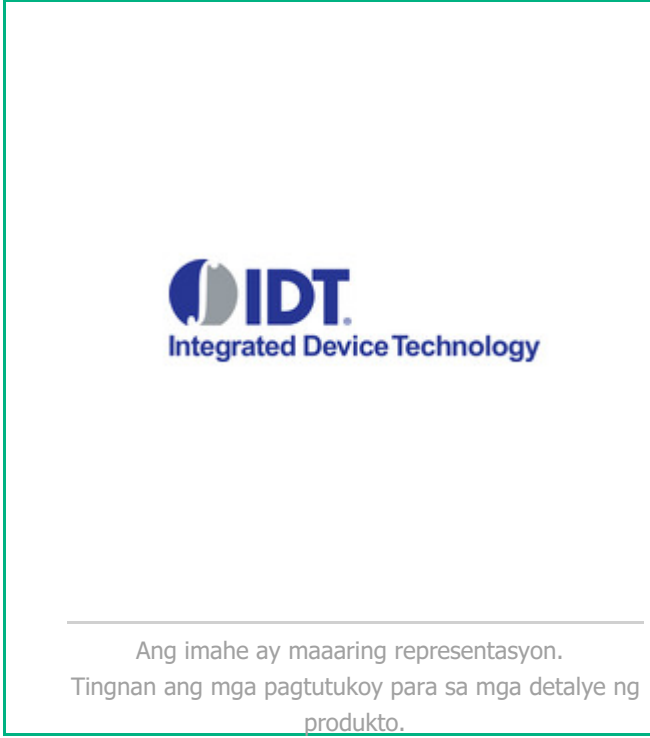 IDT®
Integrated Device Technology
Ang imahe ay maaaring representasyon.
Tingnan ang mga pagtutukoy para sa mga detalye ng
produkto.